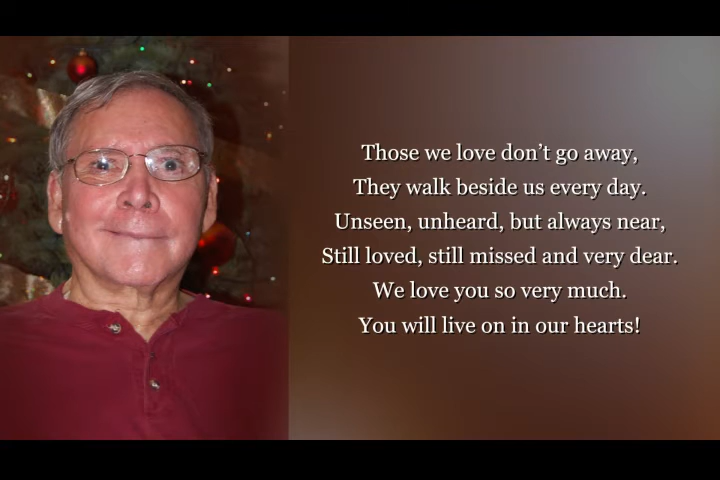 Those we love don’t go away,
They walk beside us every day.
Unseen, unheard, but always near,
Still loved, still missed and very dear.
We love you so very much.
You will live on in our hearts!